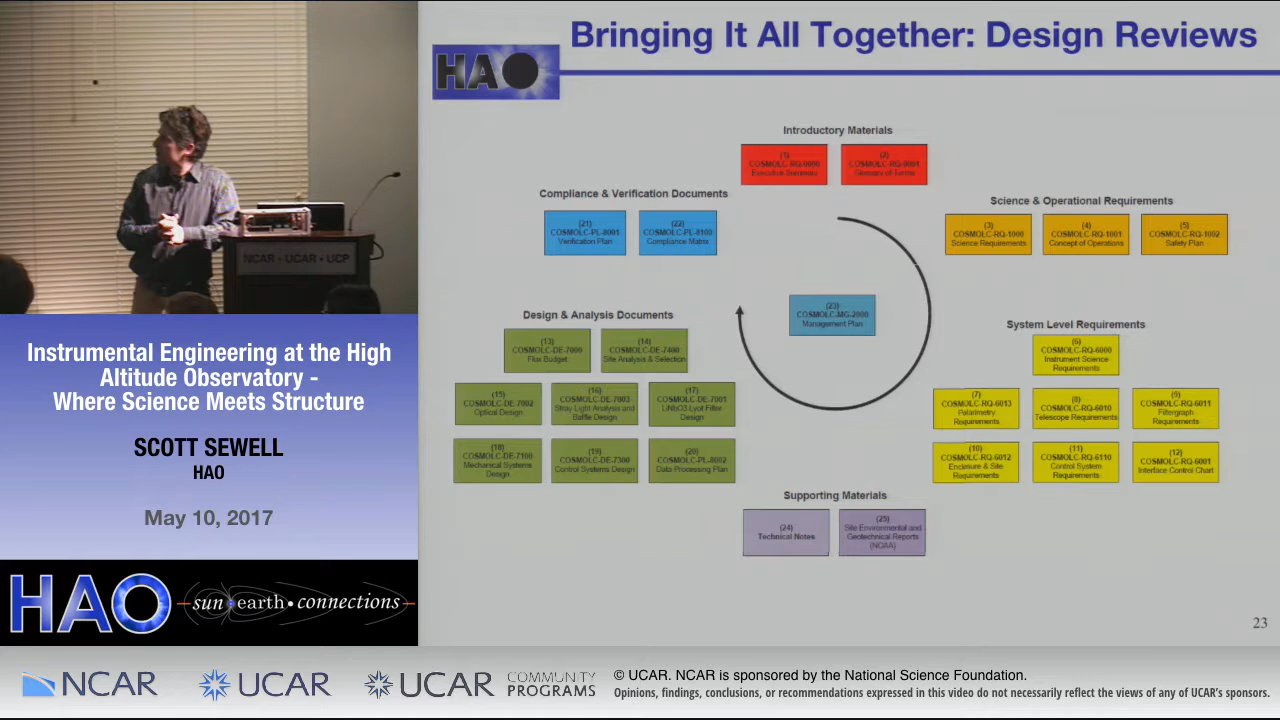 Bringing It All Together: Design Reviews
HAO
Introductory Materials
(1)
COSMOLC-RQ-0000
Executive Summary
(2)
COSMOLC-RQ-0001
Glossary of Terms
Compliance & Verification Documents
(21)
COSMOLC-PL-8001
Verification Plan
(22)
COSMOLC-PL-8100
Compliance Matrix
Science & Operational Requirements
(3)
COSMOLC-RQ-1000
Science Requirements
(4)
COSMOLC-RQ-1001
Concept of Operations
(5)
COSMOLC-RQ-1002
Safety Plan
(23)
COSMOLC-MG-2000
Management Plan
Design & Analysis Documents
(13)
COSMOLC-DE-7000
Flux Budget
(14)
COSMOLC-DE-7400
Site Analysis & Selection
(15)
COSMOLC-DE-7002
Optical Design
(16)
COSMOLC-DE-7003
Stray Light Analysis and
Baffle Design
(17)
COSMOLC-DE-7001
LiNbO3 Lyot Filter
Design
(18)
COSMOLC-DE-7100
Mechanical Systems
Design
(19)
COSMOLC-DE-7300
Control Systems Design
(20)
COSMOLC-PL-8002
Data Processing Plan
System Level Requirements
(6)
COSMOLC-RQ-6000
Instrument Science
Requirements
(7)
COSMOLC-RQ-6013
Polarimetry
Requirements
(8)
COSMOLC-RQ-6010
Telescope Requirements
(9)
COSMOLC-RQ-6011
Filtergraph
Requirements
(10)
COSMOLC-RQ-6012
Enclosure & Site
Requirements
(11)
COSMOLC-RQ-6110
Control System
Requirements
(12)
COSMOLC-RQ-6001
Interface Control Chart
Supporting Materials
(24)
Technical Notes
(25)
Site Environmental and
Geotechnical Reports
(NOAA)
23
NCAR • UCAR • UCP
Instrumental Engineering at the High
Altitude Observatory -
Where Science Meets Structure
SCOTT SEWELL
HAO
May 10, 2017
HAO
sun • earth • connections
NCAR
UCAR
UCAR
COMMUNITY
PROGRAMS
© UCAR. NCAR is sponsored by the National Science Foundation.
Opinions, findings, conclusions, or recommendations expressed in this video do not necessarily reflect the views of any of UCAR's sponsors.